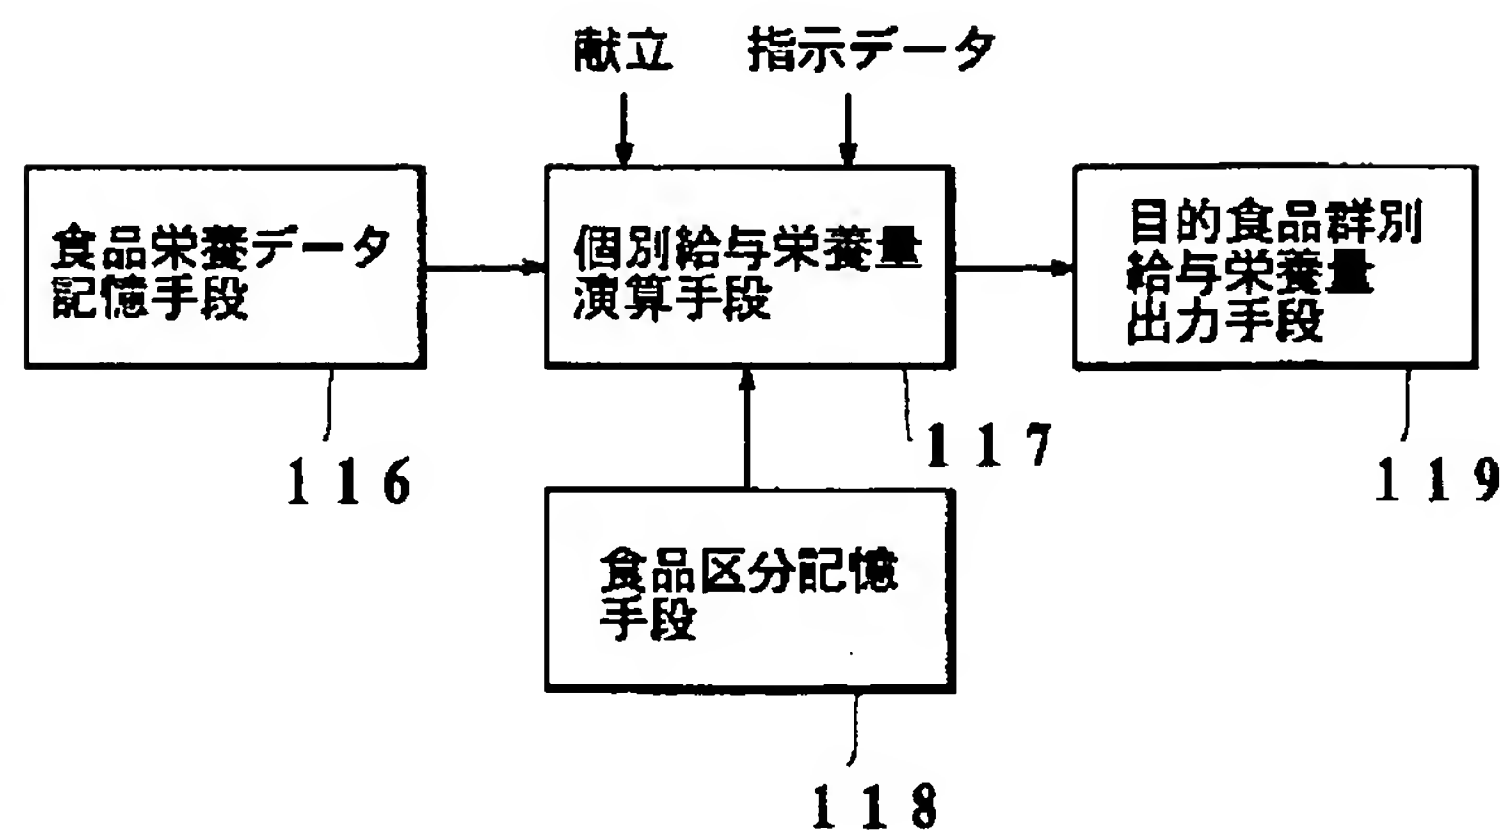 献立
指示データ
食品栄養データ
記憶手段
個別給与栄養量
演算手段
目的食品群別
給与栄養量
出力手段
116
117
119
食品区分記憶
手段
118